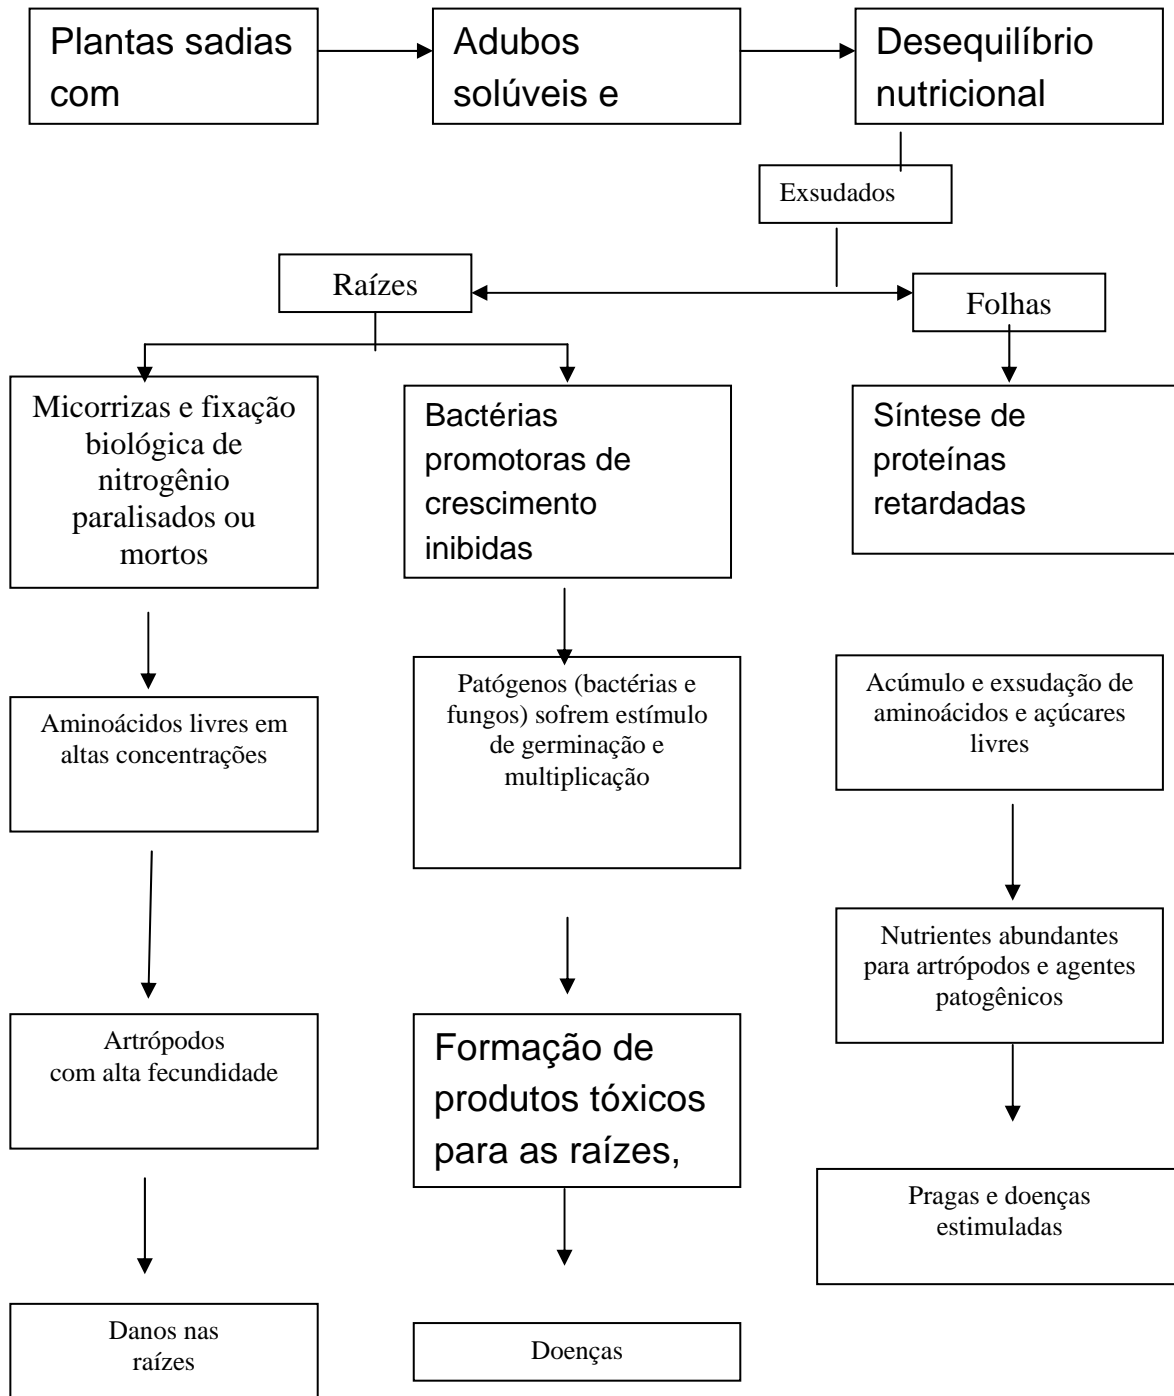 Plantas sadias
com
Adubos
solúveis e
Desequilíbrio
nutricional
Exsudados
Raízes
Folhas
Micorrizas e fixação
biológica de
nitrogênio
paralisados ou
mortos
Bactérias
promotoras de
crescimento
inibidas
Síntese de
proteínas
retardadas
Aminoácidos livres em
altas concentrações
Patógenos (bactérias e
fungos) sofrem estímulo
de germinação e
multiplicação
Acúmulo e exsudação de
aminoácidos e açúcares
livres
Artrópodos
com alta fecundidade
Formação de
produtos tóxicos
para as raízes,
Nutrientes abundantes
para artrópodos e agentes
patogênicos
Pragas e doenças
estimuladas
Danos nas
raízes
Doenças